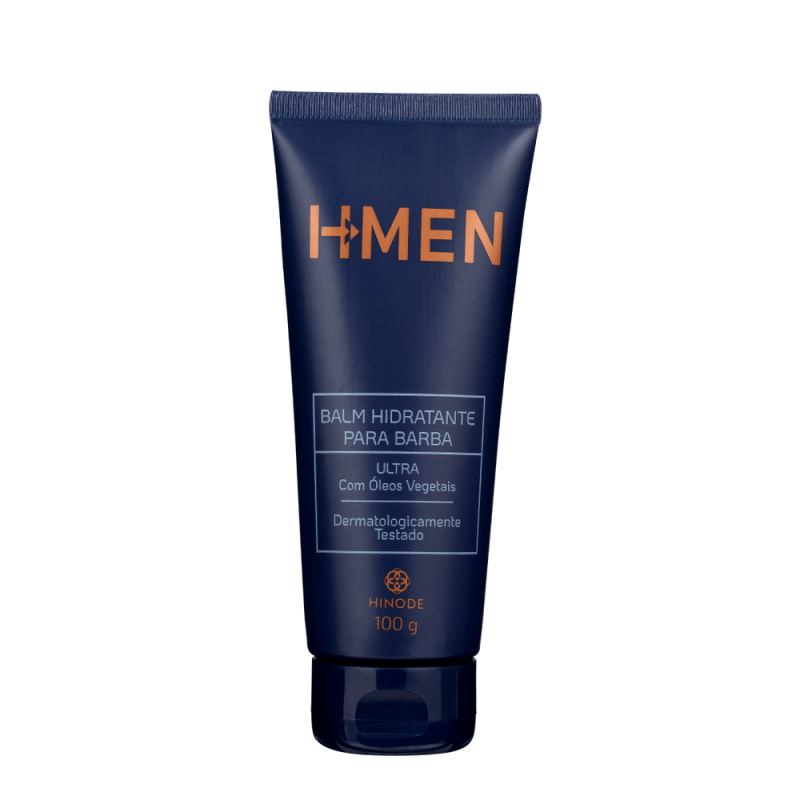 H-MEN
BALM HIDRATANTE
PARA BARBA
ULTRA
Com Óleos Vegetais
Dermatologicamente
Testado
HINODE
100 g